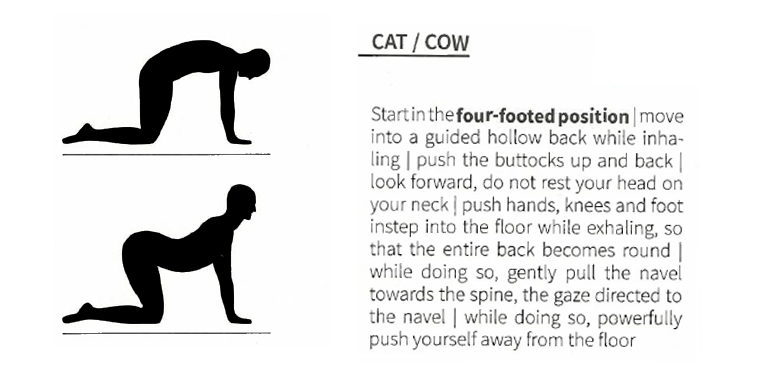 CAT / COW
Start in the four-footed position | move
into a guided hollow back while inha-
ling | push the buttocks up and back |
look forward, do not rest your head on
your neck | push hands, knees and foot
instep into the floor while exhaling, so
that the entire back becomes round |
while doing so, gently pull the navel
towards the spine, the gaze directed to
the navel | while doing so, powerfully
push yourself away from the floor